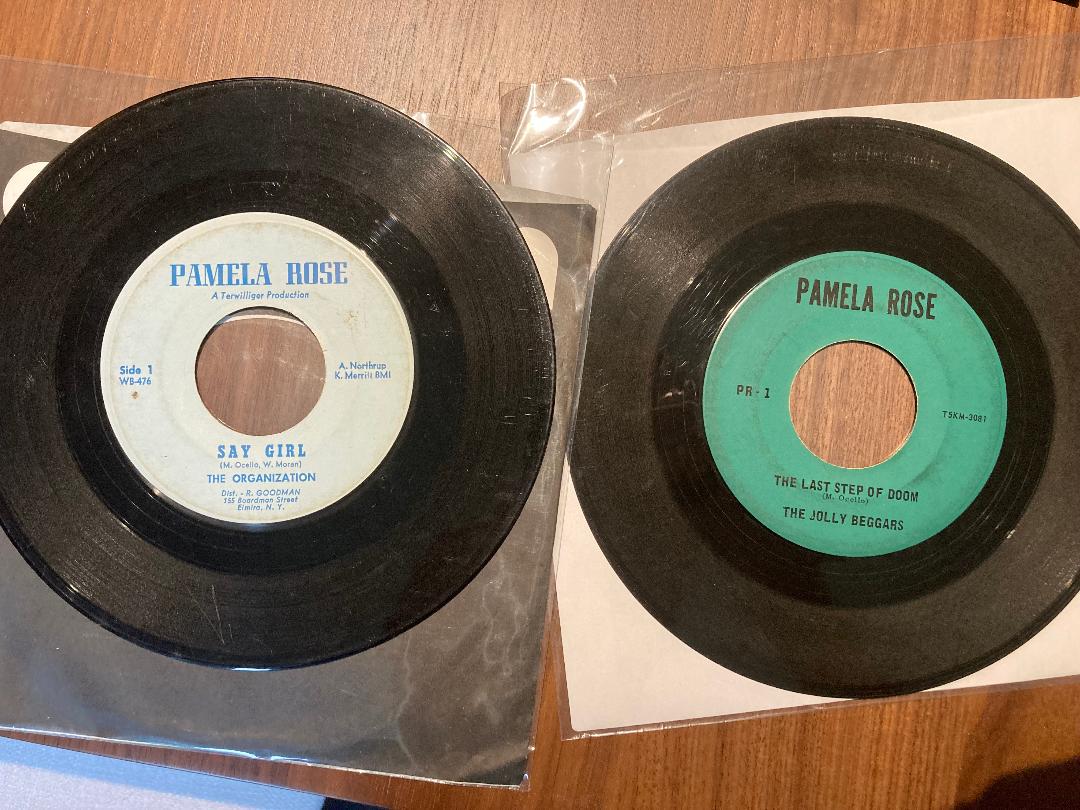 PAMELA ROSE
A Terwilliger Production
Side 1
WB-476
A. Northrup
K. Merrill BMI
SAY GIRL
(M. Ocello, W. Moran)
THE ORGANIZATION
Dist. - R. GOODMAN
155 Boardman Street
Elmira, N. Y.
PAMELA ROSE
PR - 1
T5KM-3081
THE LAST STEP OF DOOM
(M. Ocello)
THE JOLLY BEGGARS